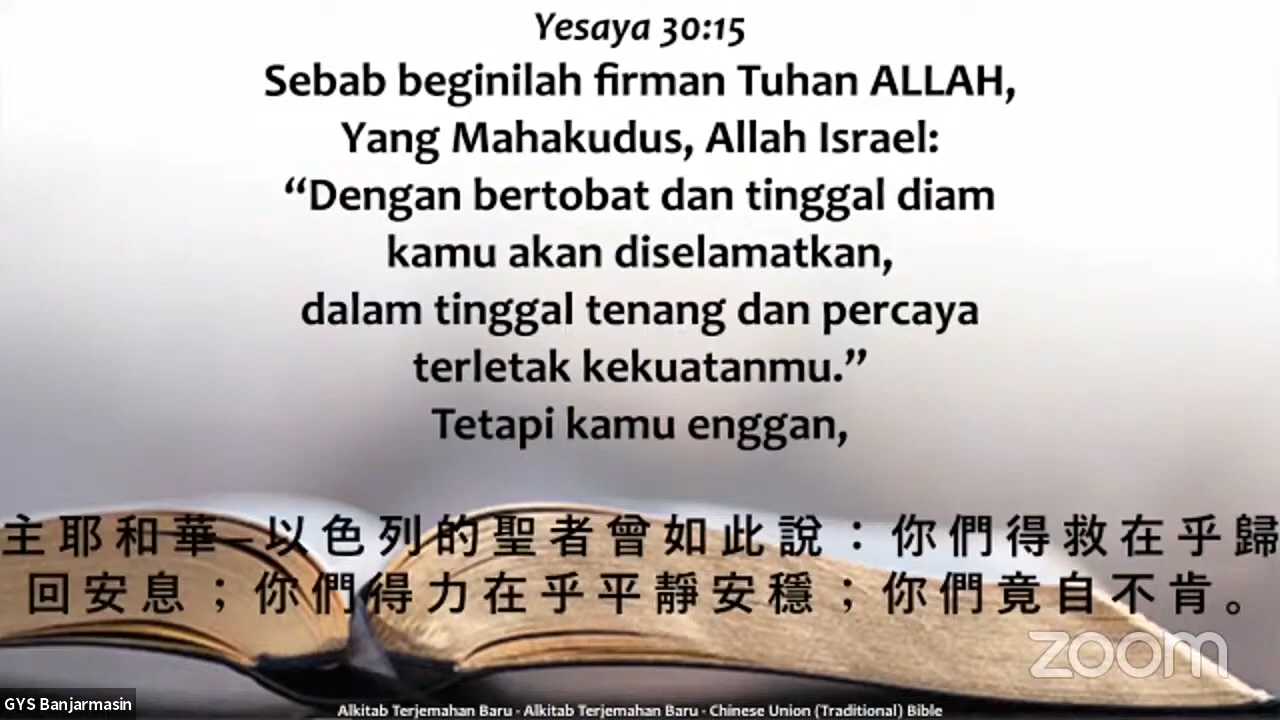 Yesaya 30:15
Sebab beginilah firman Tuhan ALLAH,
Yang Mahakudus, Allah Israel:
“Dengan bertobat dan tinggal diam
kamu akan diselamatkan,
dalam tinggal tenang dan percaya
terletak kekuatanmu.”
Tetapi kamu enggan,
主耶和華─以色列的聖者曾如此說：你們得救在乎歸
回安息；你們得力在乎平靜安穩；你們竟自不肯。
zoom
GYS Banjarmasin
Alkitab Terjemahan Baru - Alkitab Terjemahan Baru - Chinese Union (Traditional) Bible